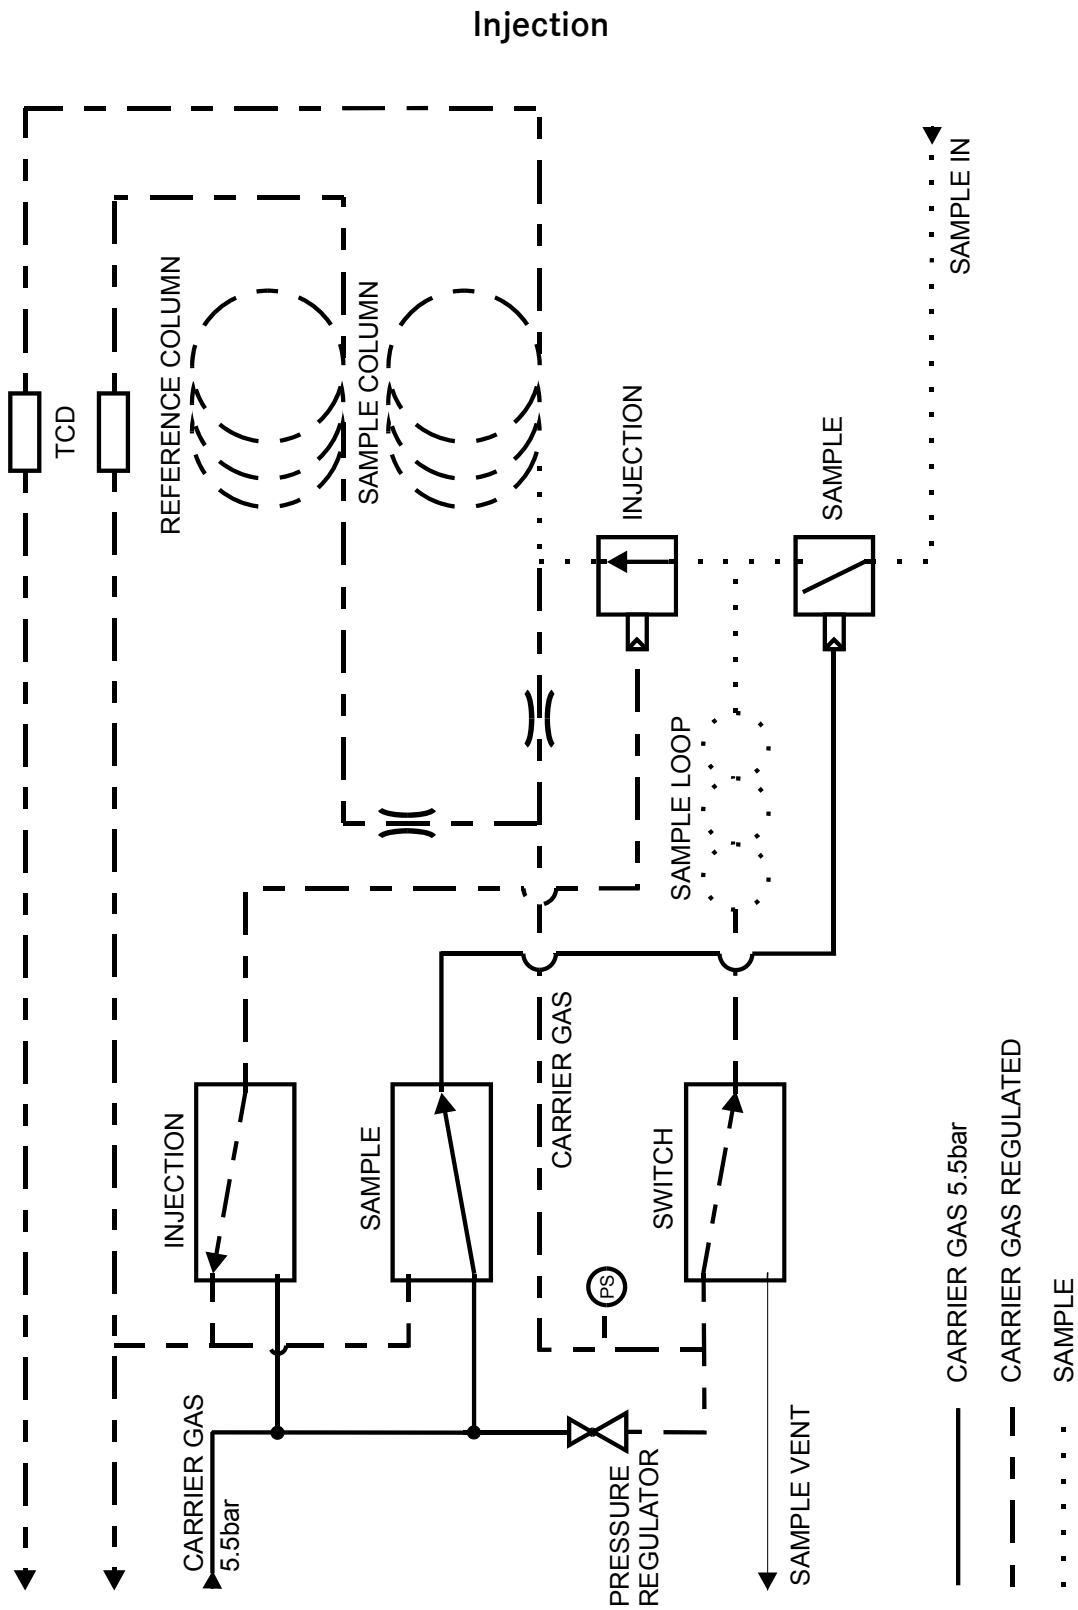 Injection
SAMPLE IN
REFERENCE COLUMN
SAMPLE COLUMN
TCD
INJECTION
SAMPLE
SAMPLE LOOP
CARRIER GAS
INJECTION
SAMPLE
SWITCH
PS
CARRIER GAS
5.5bar
PRESSURE
REGULATOR
SAMPLE VENT
CARRIER GAS 5.5bar
CARRIER GAS REGULATED
SAMPLE